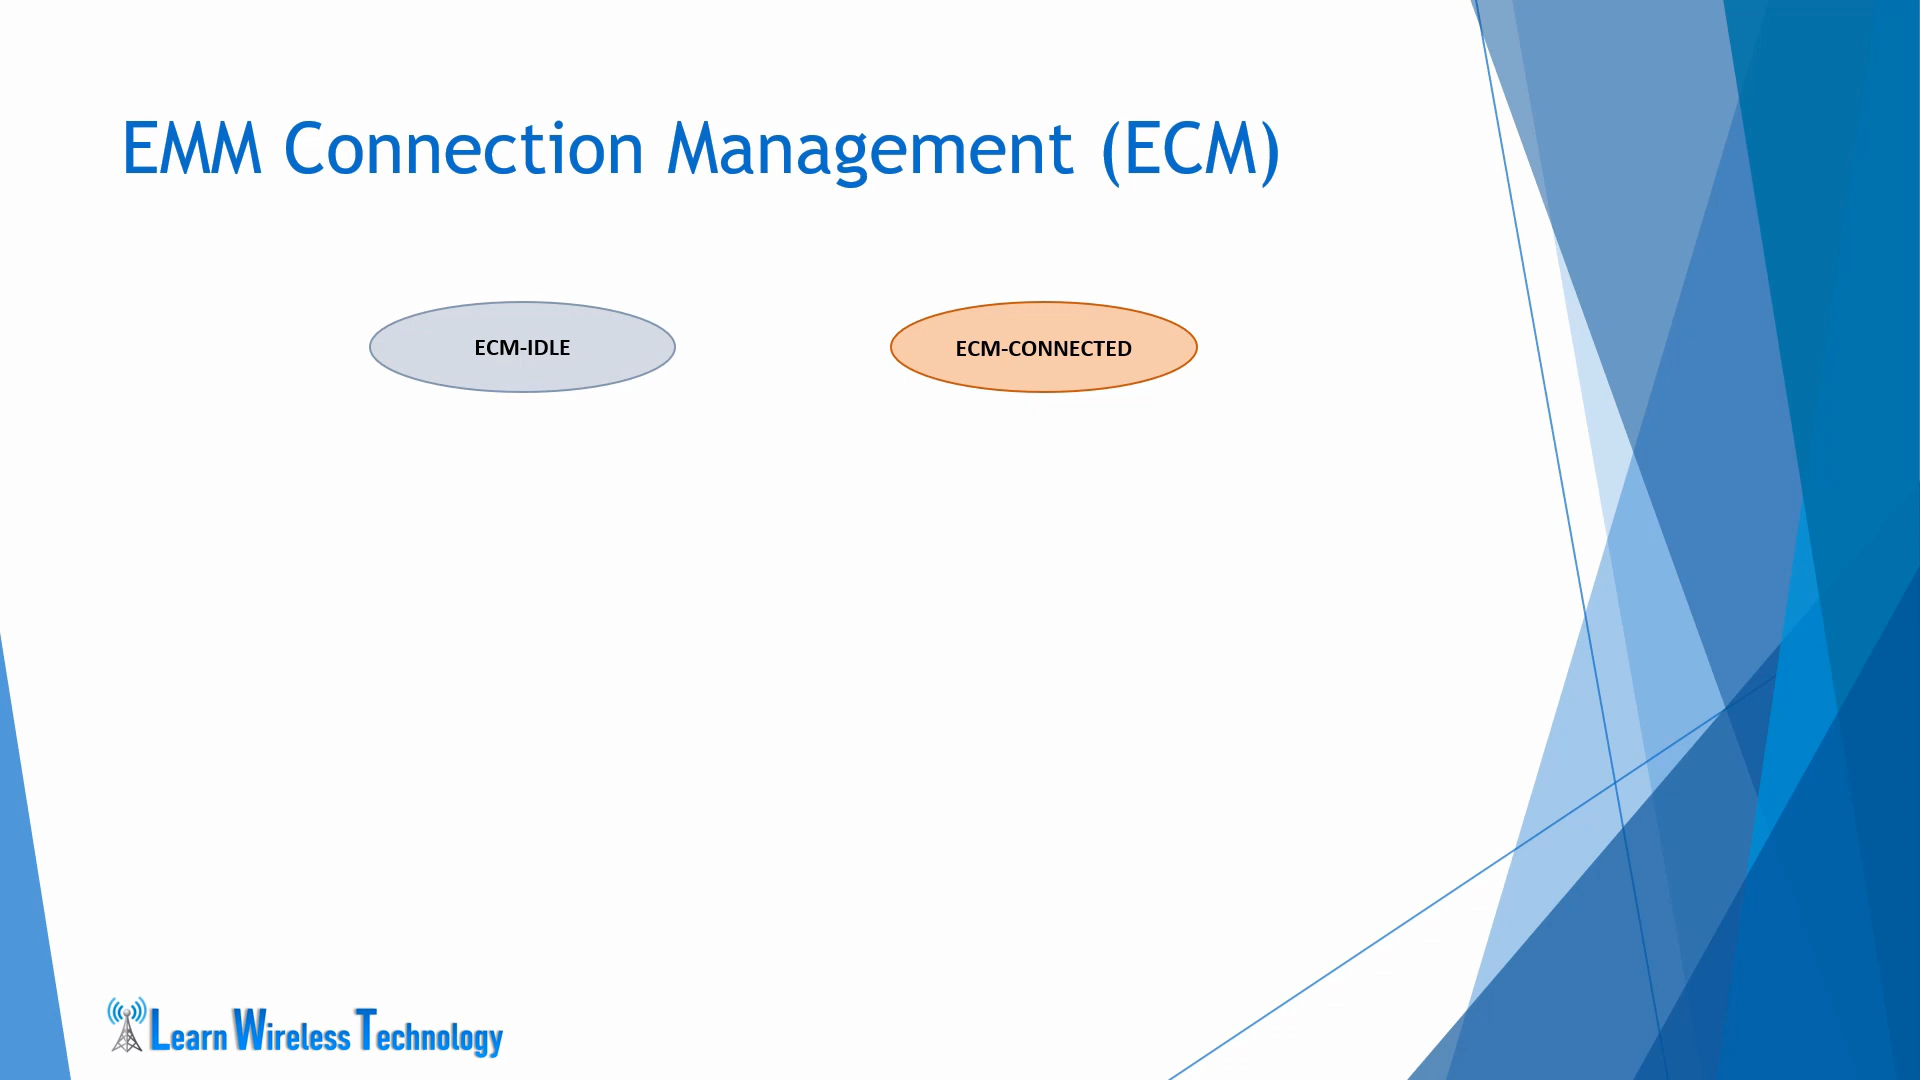 EMM Connection Management (ECM)
ECM-IDLE
ECM-CONNECTED
Learn Wireless Technology